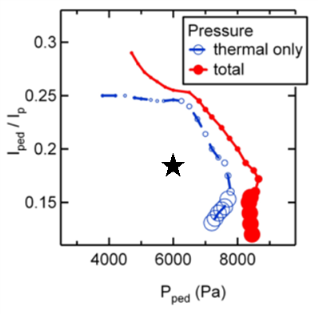 Pressure
thermal only
total
0.3
0.25
0.2
0.15
I_ped / I_p
4000 6000 8000
P_ped (Pa)